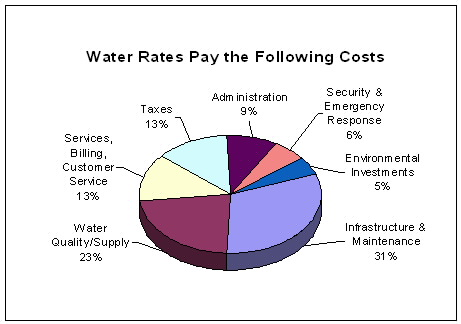 Water Rates Pay the Following Costs
Administration
9%
Security &
Emergency
Response
6%
Environmental
Investments
5%
Infrastructure &
Maintenance
31%
Water
Quality/Supply
23%
Services,
Billing,
Customer
Service
13%
Taxes
13%